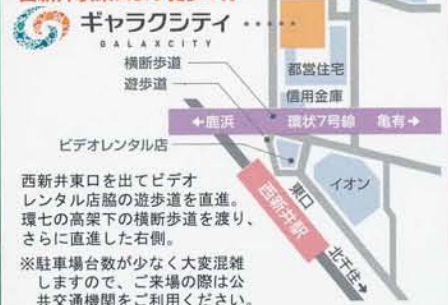 ギャラクシティ
GALAXCITY
横断歩道
遊歩道
都営住宅
信用金庫
←鹿浜 環状7号線 亀有→
ビデオレンタル店
西新井駅
東口
イオン
北千住→
西新井東口を出てビデオ
レンタル店脇の遊歩道を直進。
環七の高架下の横断歩道を渡り、
さらに直進した右側。
※駐車場台数が少なく大変混雑
しますので、ご来場の際は公
共交通機関をご利用ください。